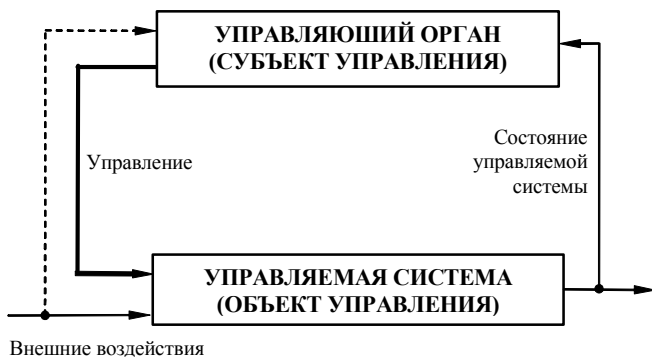 УПРАВЛЯЮШИЙ ОРГАН
(СУБЪЕКТ УПРАВЛЕНИЯ)
Управление
Состояние
управляемой
системы
УПРАВЛЯЕМАЯ СИСТЕМА
(ОБЪЕКТ УПРАВЛЕНИЯ)
Внешние воздействия